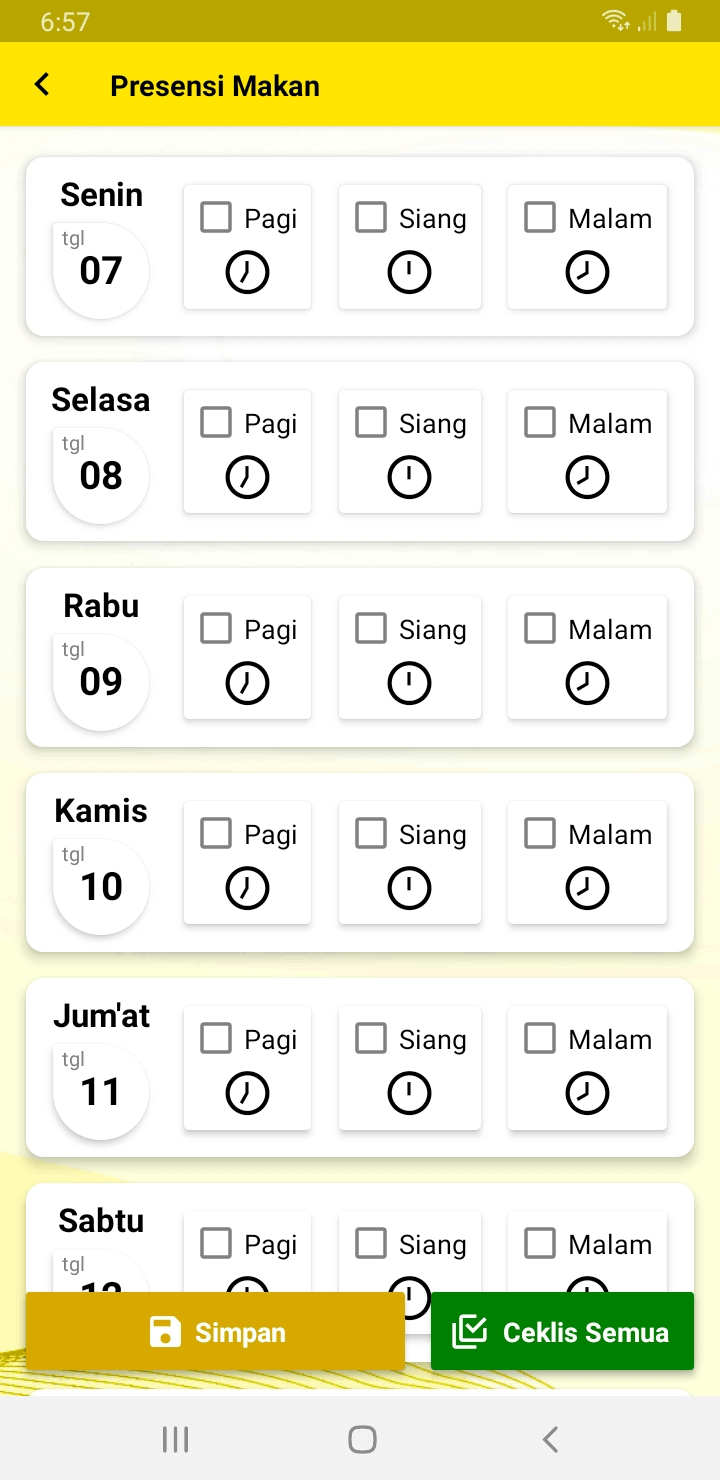 6:57
Presensi Makan
Senin
tgl
07
Pagi
Siang
Malam
Selasa
tgl
08
Pagi
Siang
Malam
Rabu
tgl
09
Pagi
Siang
Malam
Kamis
tgl
10
Pagi
Siang
Malam
Jum'at
tgl
11
Pagi
Siang
Malam
Sabtu
tgl
12
Pagi
Siang
Malam
Simpan
Ceklis Semua